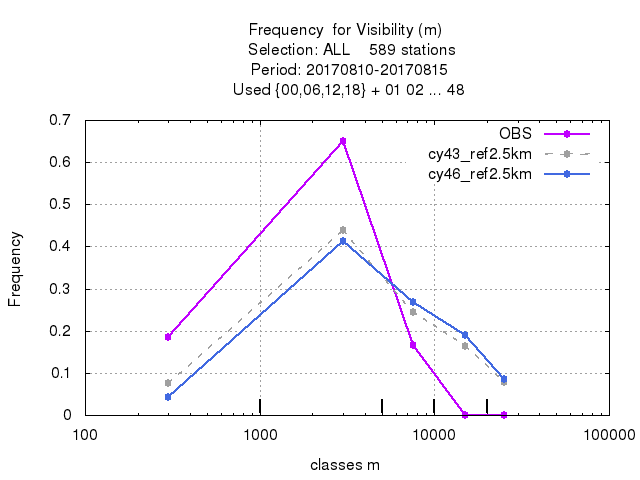 Frequency  for Visibility (m)
Selection: ALL    589 stations
Period: 20170810-20170815
Used {00,06,12,18} + 01 02 ... 48
0.7
0.6
0.5
0.4
0.3
0.2
0.1
0
OBS
cy43_ref2.5km
cy46_ref2.5km
Frequency
100 1000 10000 100000
classes m